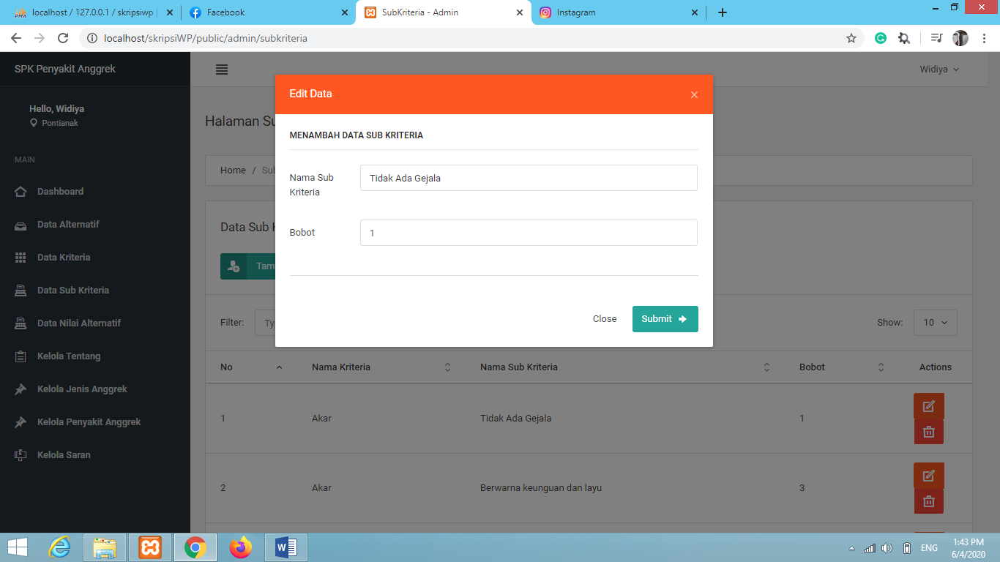 localhost / 127.0.0.1 / skripsiwp
Facebook
SubKriteria - Admin
Instagram
localhost/skripsiWP/public/admin/subkriteria
SPK Penyakit Anggrek
Widiya
Hello, Widiya
Pontianak
MAIN
Dashboard
Data Alternatif
Data Kriteria
Data Sub Kriteria
Data Nilai Alternatif
Kelola Tentang
Kelola Jenis Anggrek
Kelola Penyakit Anggrek
Kelola Saran
Halaman Su
Home / Sub
Data Sub K
Tam
Edit Data ×
MENAMBAH DATA SUB KRITERIA
Nama Sub Kriteria
Tidak Ada Gejala
Bobot
1
Close
Submit
Filter:
Ty
Show:
10
No Nama Kriteria Nama Sub Kriteria Bobot Actions
1 Akar Tidak Ada Gejala 1
2 Akar Berwarna keunguan dan layu 3
ENG
1:43 PM
6/4/2020